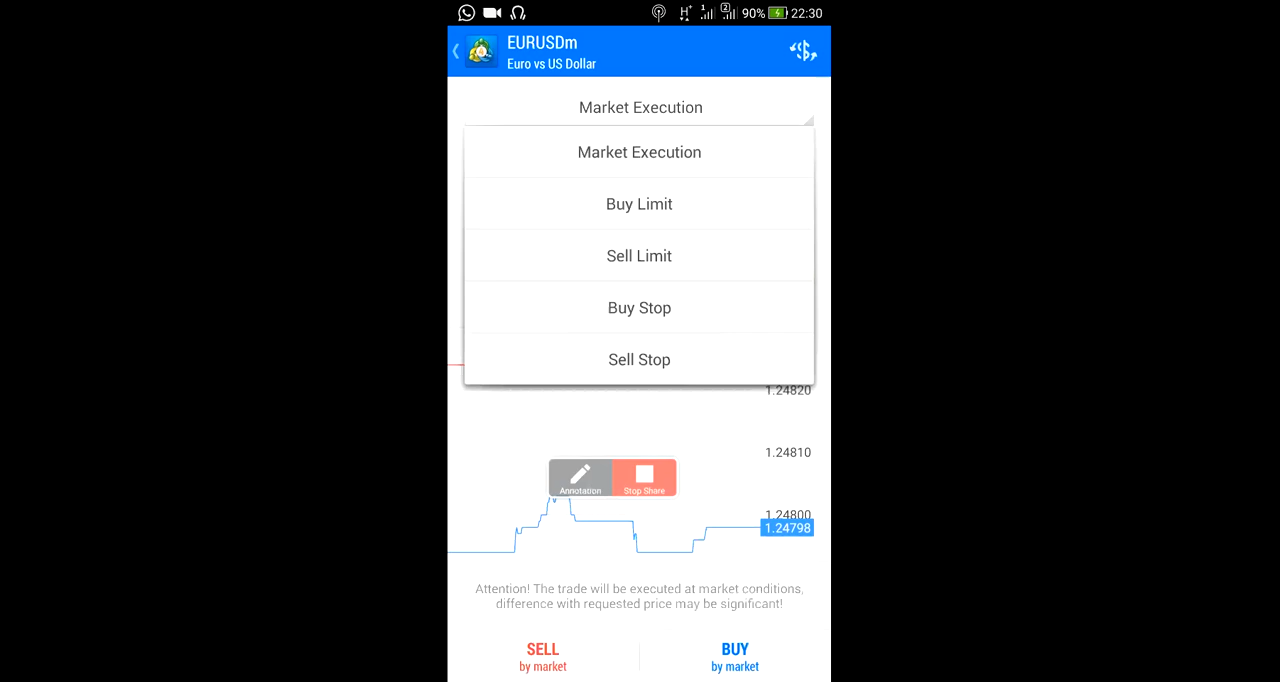 H+ 1 2 90% 22:30
EURUSDm
Euro vs US Dollar
Market Execution
Market Execution
Buy Limit
Sell Limit
Buy Stop
Sell Stop
1.24820
1.24810
Annotation Stop Share
1.24800
1.24798
Attention! The trade will be executed at market conditions,
difference with requested price may be significant!
SELL BUY
by market by market